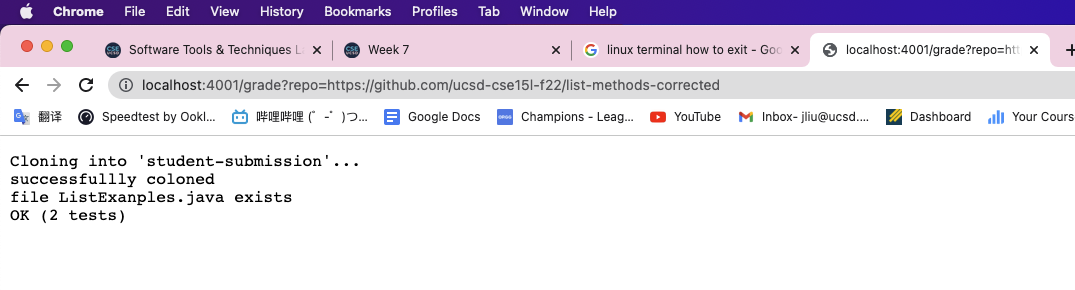 Chrome File Edit View History Bookmarks Profiles Tab Window Help
CSE Software Tools & Techniques L CSE Week 7 G linux terminal how to exit - Goo localhost:4001/grade?repo=htt
localhost:4001/grade?repo=https://github.com/ucsd-cse15l-f22/list-methods-corrected
翻译 Speedtest by Ookl... 哔哩哔哩 (゜-゜)つ... Google Docs Champions - Leag... YouTube Inbox- jliu@ucsd.... Dashboard Your Cours
Cloning into 'student-submission'...
successfullly coloned
file ListExanples.java exists
OK (2 tests)